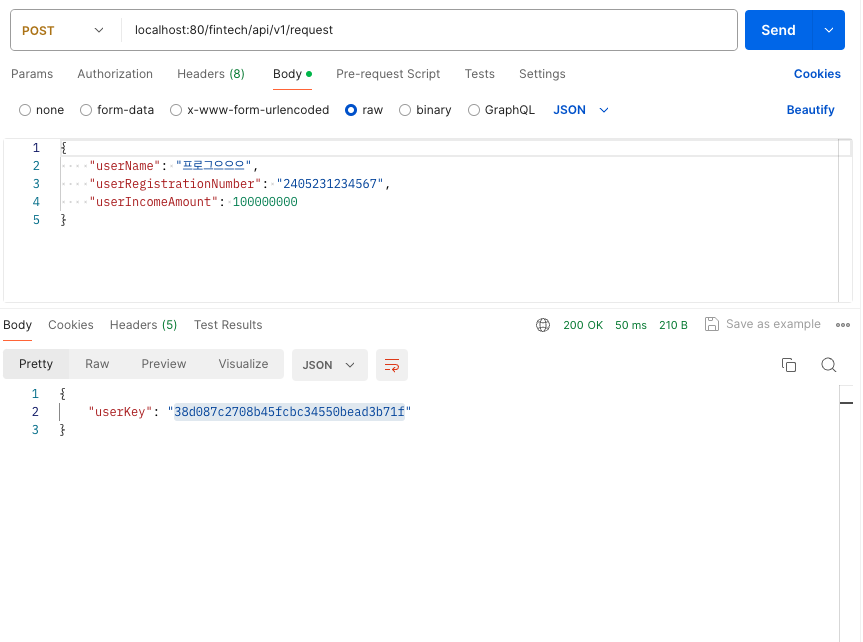 POST localhost:80/fintech/api/v1/request Send
Params Authorization Headers (8) Body Pre-request Script Tests Settings Cookies
none form-data x-www-form-urlencoded raw binary GraphQL JSON Beautify
1 {
2 "userName": "프로그으으으",
3 "userRegistrationNumber": "2405231234567",
4 "userIncomeAmount": 100000000
5 }
Body Cookies Headers (5) Test Results 200 OK 50 ms 210 B Save as example
Pretty Raw Preview Visualize JSON
1 {
2 "userKey": "38d087c2708b45fcbc34550bead3b71f"
3 }